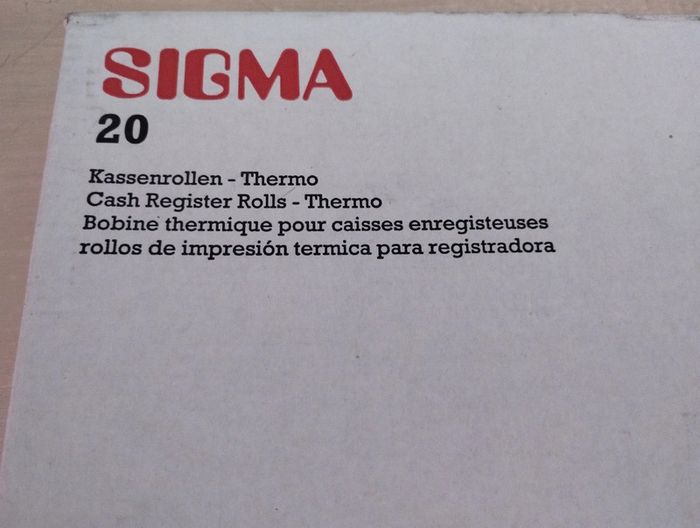 SIGMA
20
Kassenrollen - Thermo
Cash Register Rolls - Thermo
Bobine thermique pour caisses enregisteuses
rollos de impresión termica para registradora